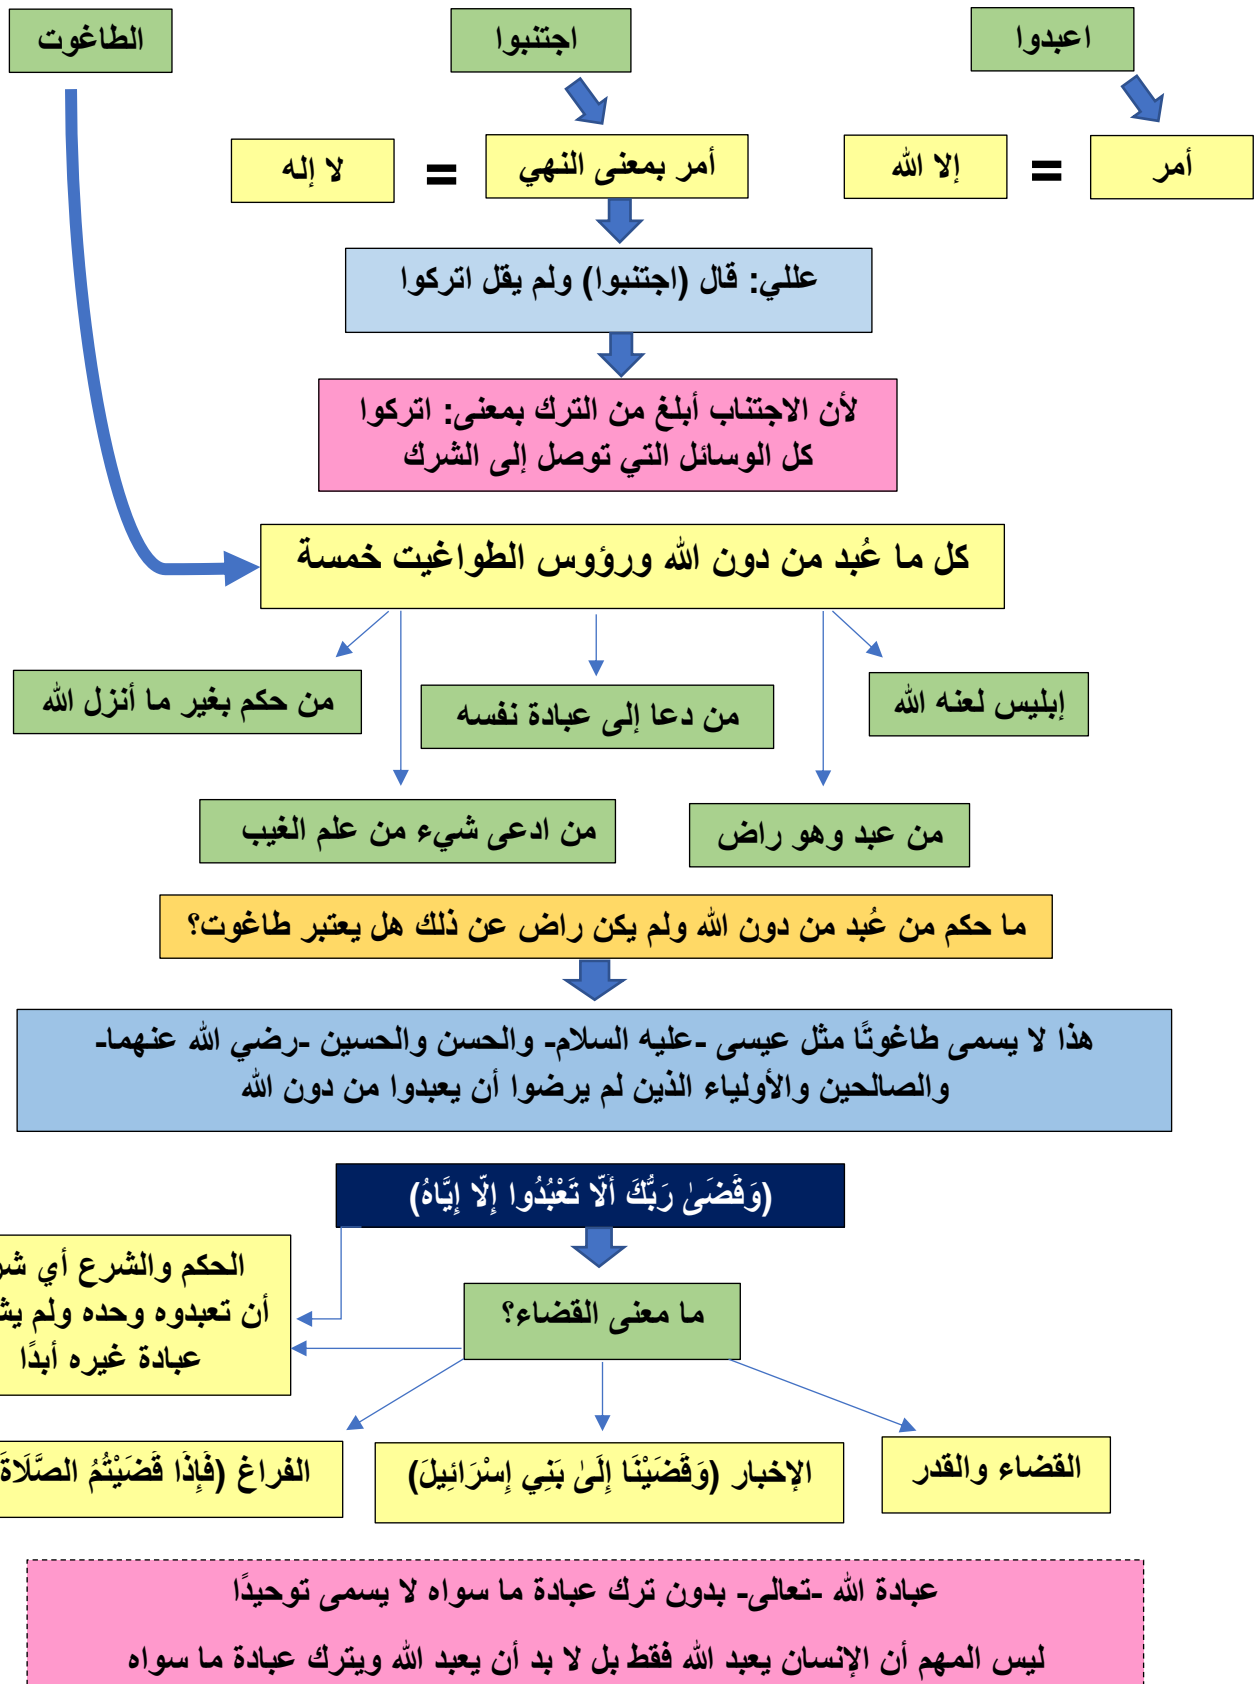 اعبدوا
اجتنبوا
الطاغوت
أمر
=
إلا الله
أمر بمعنى النهي
=
لا إله
عللي: قال (اجتنبوا) ولم يقل اتركوا
لأن الاجتناب أبلغ من الترك بمعنى: اتركوا
كل الوسائل التي توصل إلى الشرك
كل ما عُبد من دون الله ورؤوس الطواغيت خمسة
إبليس لعنه الله
من دعا إلى عبادة نفسه
من حكم بغير ما أنزل الله
من عبد وهو راض
من ادعى شيء من علم الغيب
ما حكم من عُبد من دون الله ولم يكن راض عن ذلك هل يعتبر طاغوت؟
هذا لا يسمى طاغوتًا مثل عيسى -عليه السلام- والحسن والحسين -رضي الله عنهما-
والصالحين والأولياء الذين لم يرضوا أن يعبدوا من دون الله
(وَقَضَىٰ رَبُّكَ أَلَّا تَعْبُدُوا إِلَّا إِيَّاهُ)
ما معنى القضاء؟
الحكم والشرع أي
أن تعبدوه وحده ولم
عبادة غيره أبدًا
القضاء والقدر
الإخبار (وَقَضَيْنَا إِلَىٰ بَنِي إِسْرَائِيلَ)
الفراغ (فَإِذَا قَضَيْتُمُ الصَّلَاةَ
عبادة الله -تعالى- بدون ترك عبادة ما سواه لا يسمى توحيدًا
ليس المهم أن الإنسان يعبد الله فقط بل لا بد أن يعبد الله ويترك عبادة ما سواه